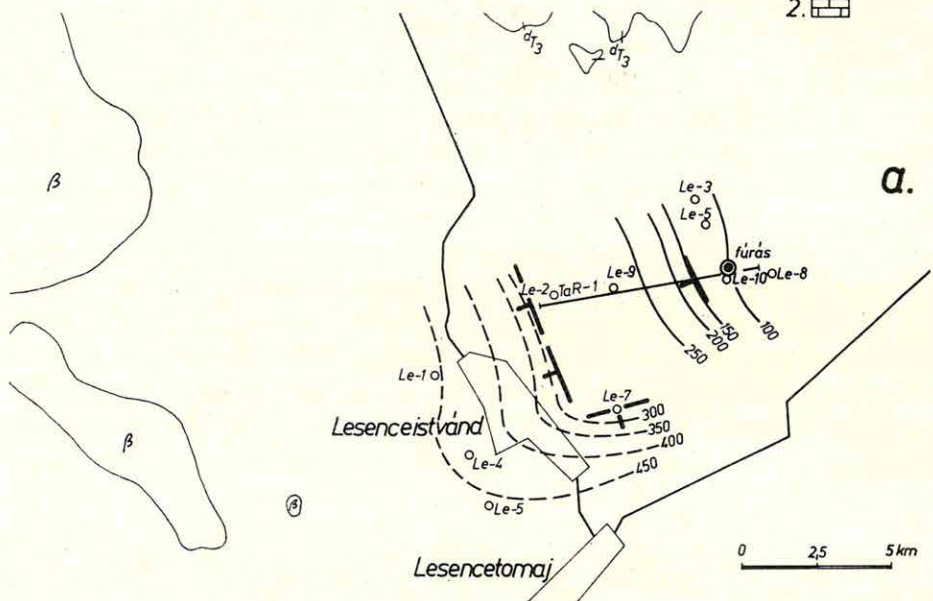 2.
dT3
dT3
β
a.
Le-3
Le-5
fúrás
Le-9
Le-2
TaR-1
Le-10
Le-8
150
100
200
250
Le-1
Le-7
300
350
Lesenceistvánd
400
β
Le-4
450
Le-5
β
0 2,5 5 km
Lesencetomaj